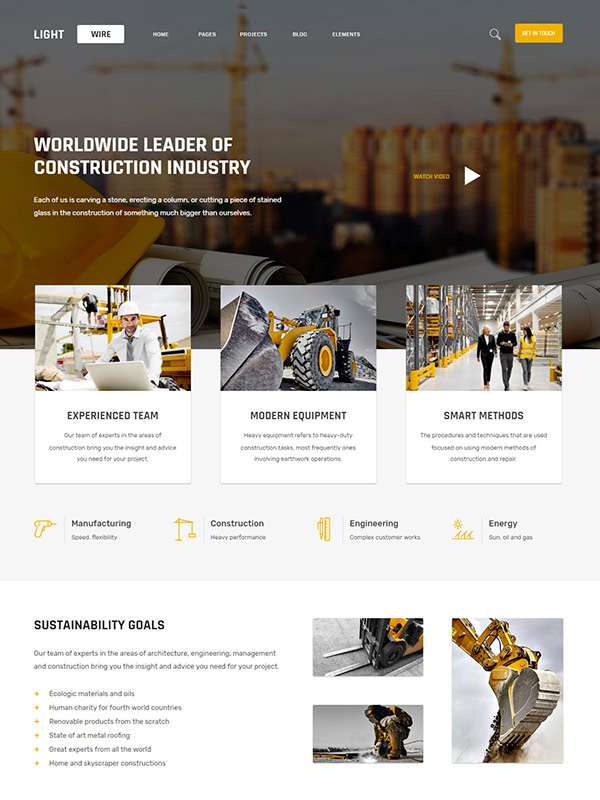 LIGHT WIRE HOME PAGES PROJECTS BLOG ELEMENTS GET IN TOUCH
WORLDWIDE LEADER OF
CONSTRUCTION INDUSTRY
WATCH VIDEO
Each of us is carving a stone, erecting a column, or cutting a piece of stained
glass in the construction of something much bigger than ourselves.
EXPERIENCED TEAM
Our team of experts in the areas of
construction bring you the insight and advice
you need for your project.
MODERN EQUIPMENT
Heavy equipment refers to heavy-duty
construction tasks, most frequently ones
involving earthwork operations.
SMART METHODS
The procedures and techniques that are used
focused on using modern methods of
construction and repair.
Manufacturing
Speed, flexibility
Construction
Heavy performance
Engineering
Complex customer works
Energy
Sun, oil and gas
SUSTAINABILITY GOALS
Our team of experts in the areas of architecture, engineering, management
and construction bring you the insight and advice you need for your project.
+ Ecologic materials and oils
+ Human charity for fourth world countries
+ Renovable products from the scratch
+ State of art metal roofing
+ Great experts from all the world
+ Home and skyscraper constructions